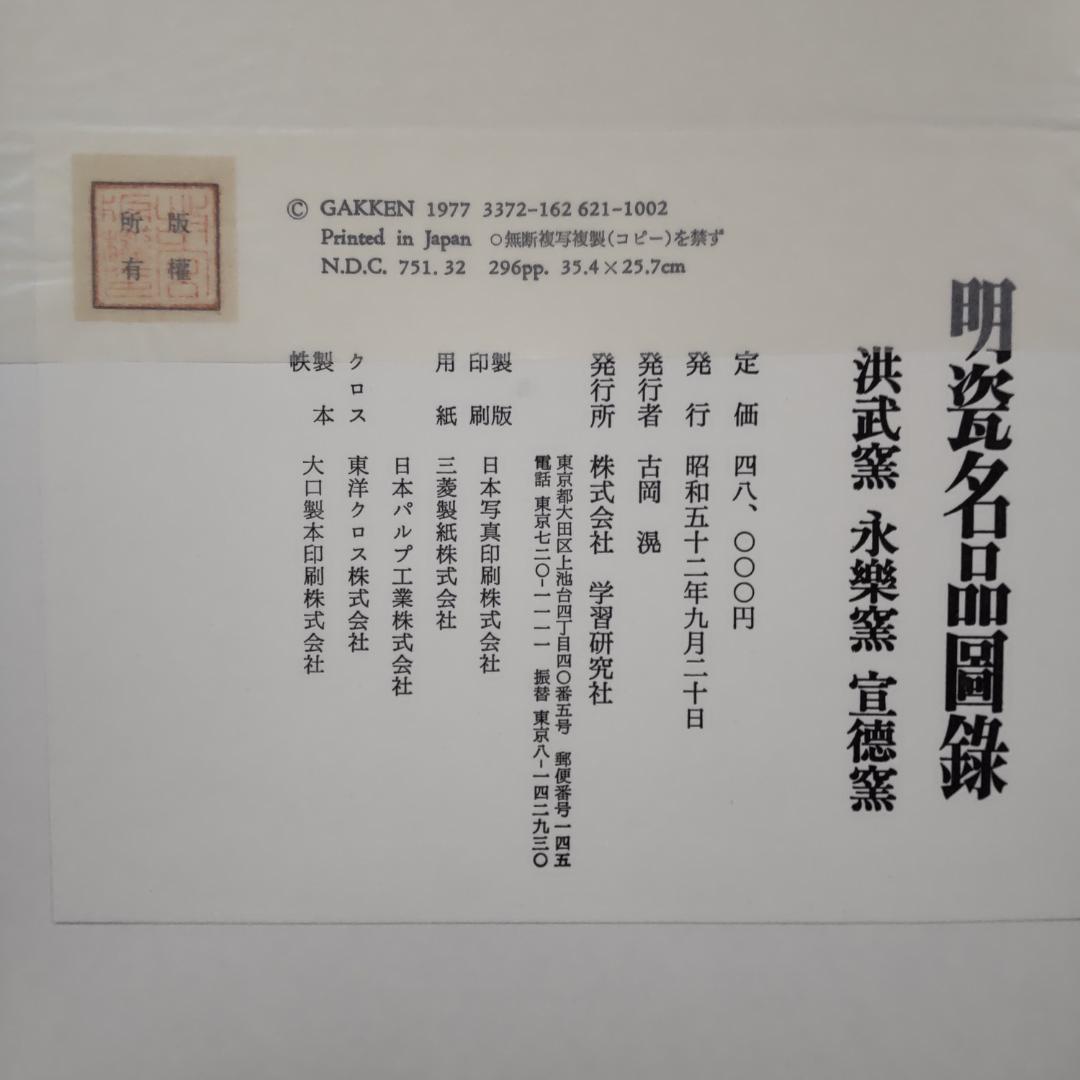 明瓷名品圖錄
洪武窯 永樂窯 宣德窯
定価 四八、〇〇〇円
発行 昭和五十二年九月二十日
発行者 古岡 滉
発行所 株式会社 学習研究社
東京都大田区上池台四丁目四〇番五号 郵便番号一四五
電話 東京七二〇-一一一一 振替 東京八-一四二九三〇
製版
印刷 日本写真印刷株式会社
用紙 三菱製紙株式会社
日本パルプ工業株式会社
クロス 東洋クロス株式会社
製本 大口製本印刷株式会社
帙
© GAKKEN 1977 3372-162 621-1002
Printed in Japan ○無断複写複製(コピー)を禁ず
N.D.C. 751.32 296pp. 35.4×25.7cm
版權
所有